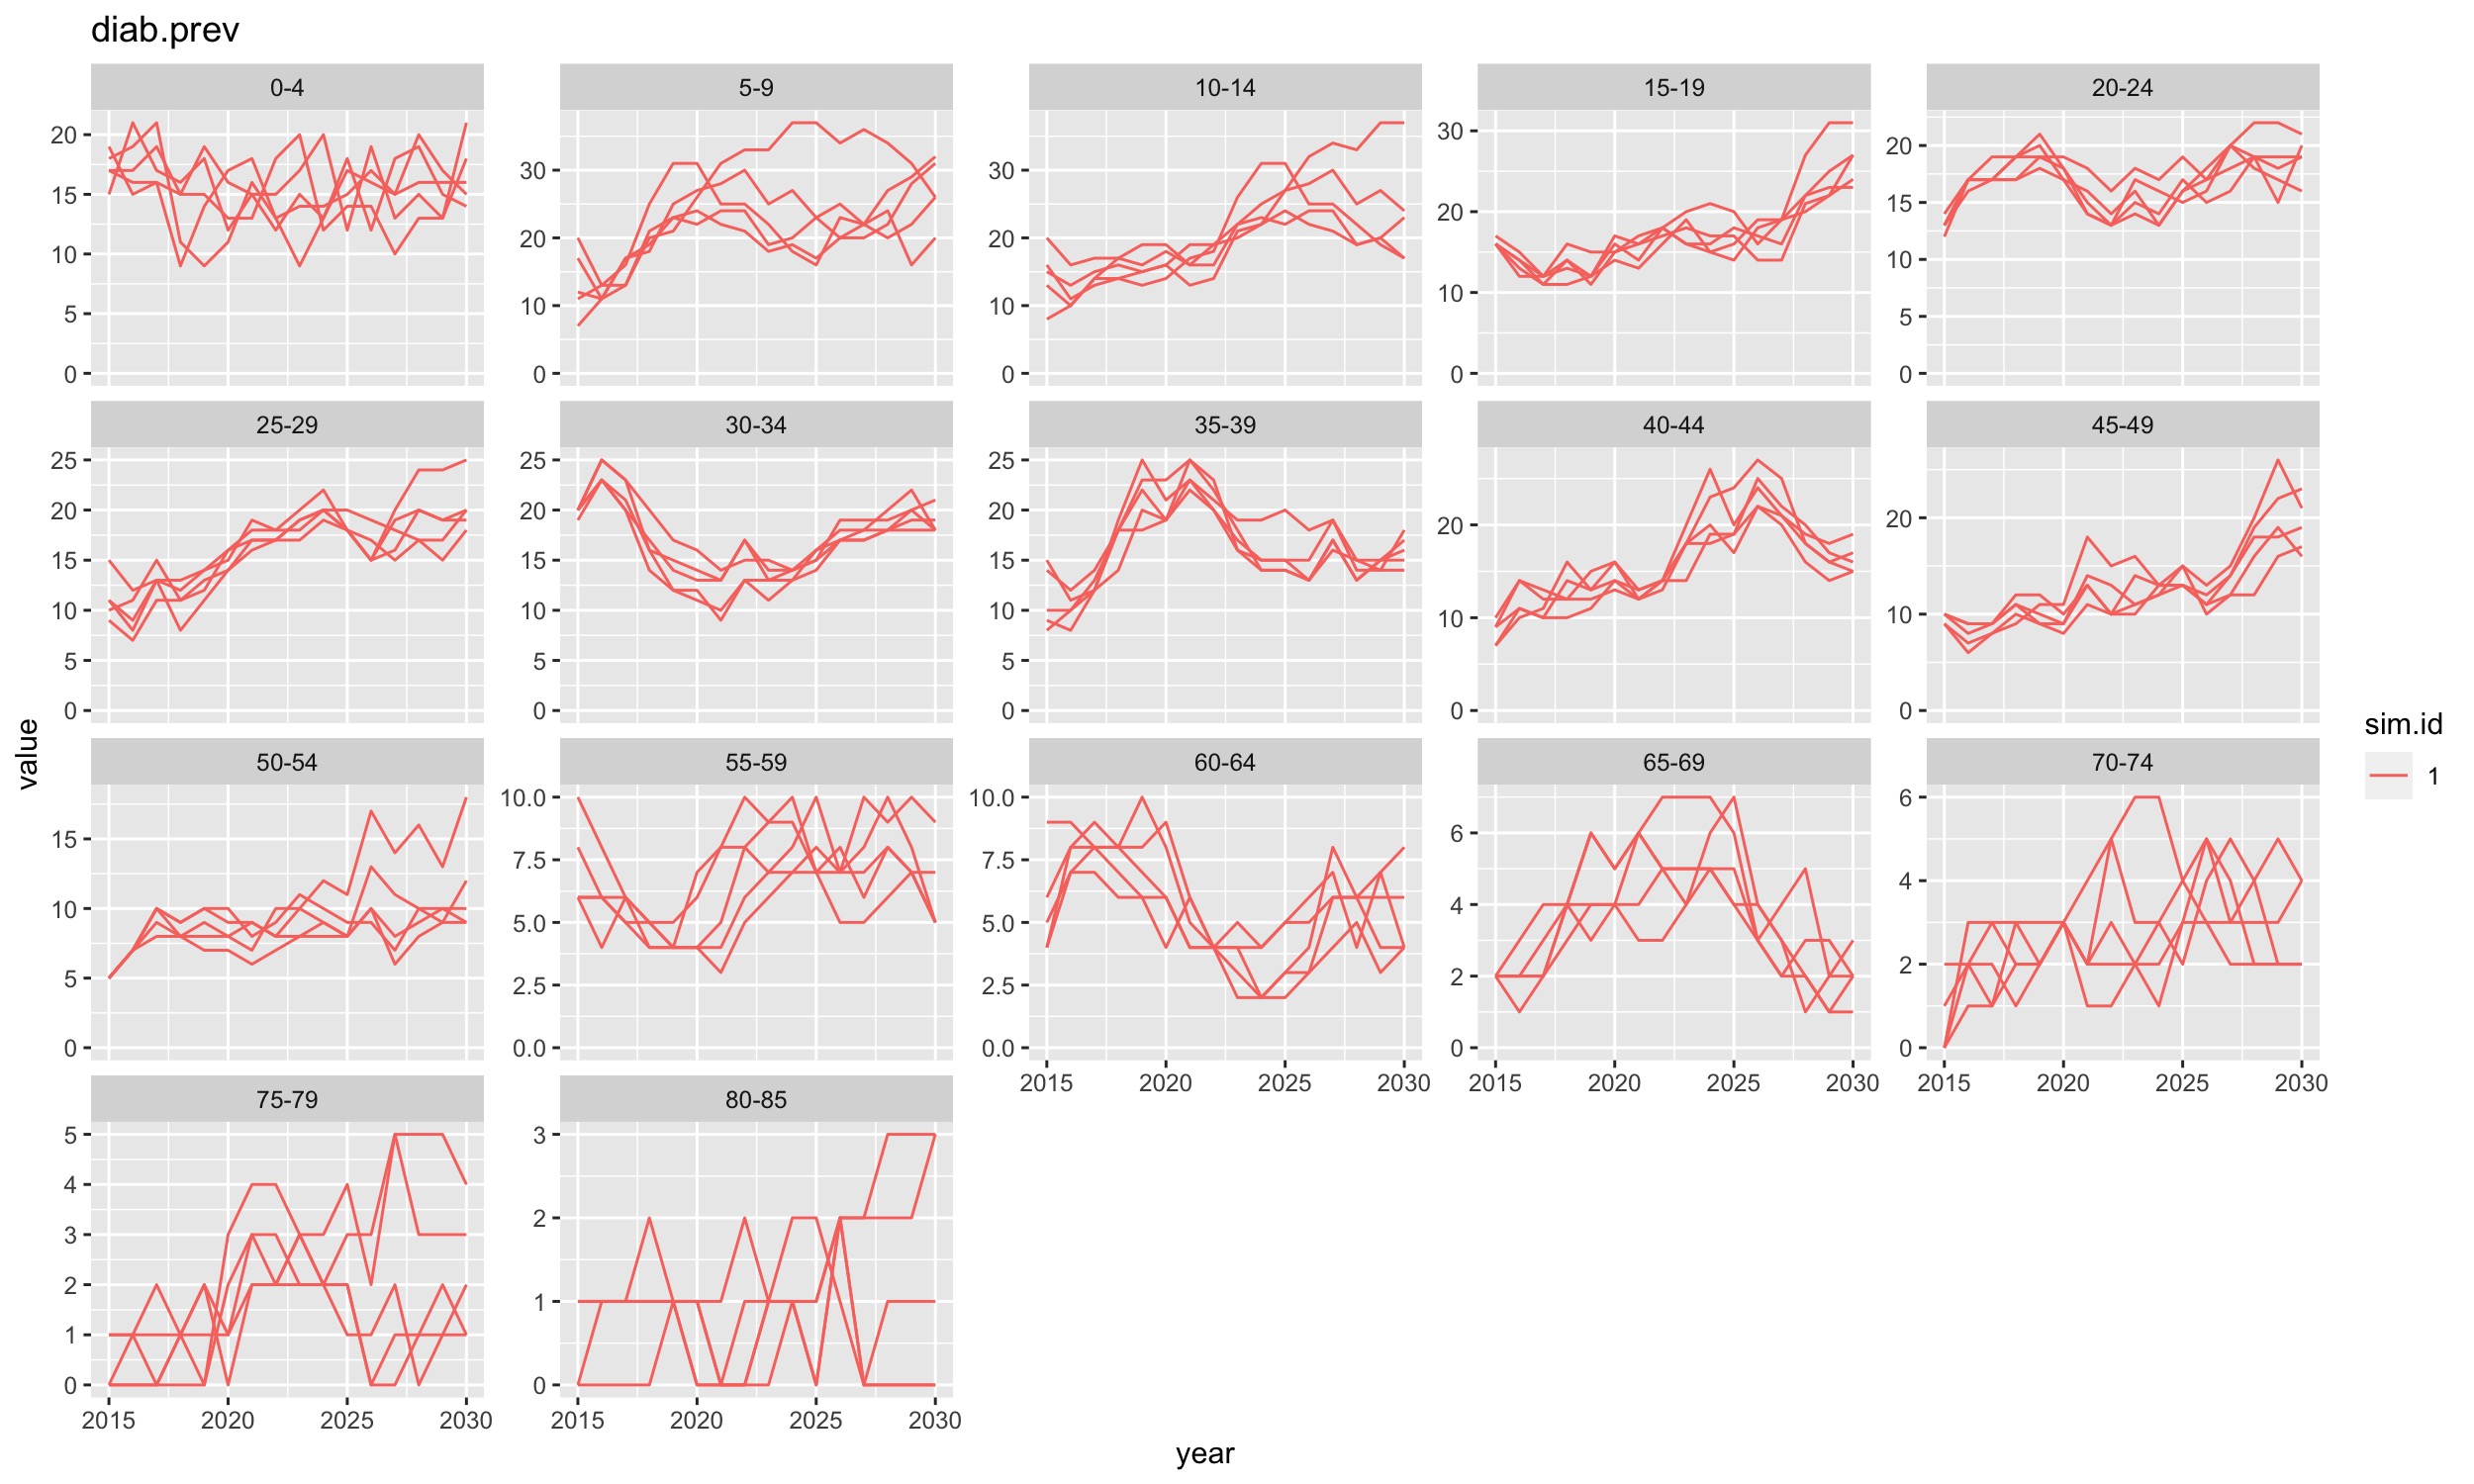 diab.prev
0-4 5-9 10-14 15-19 20-24
20 15 10 5 0
30 20 10 0
30 20 10 0
30 20 10 0
20 15 10 5 0
25-29 30-34 35-39 40-44 45-49
25 20 15 10 5 0
25 20 15 10 5 0
25 20 15 10 5 0
20 10 0
20 10 0
50-54 55-59 60-64 65-69 70-74
15 10 5 0
10.0 7.5 5.0 2.5 0.0
10.0 7.5 5.0 2.5 0.0
6 4 2 0
6 4 2 0
2015 2020 2025 2030 2015 2020 2025 2030 2015 2020 2025 2030
75-79 80-85
5 4 3 2 1 0
3 2 1 0
2015 2020 2025 2030 2015 2020 2025 2030
value
year
sim.id
1